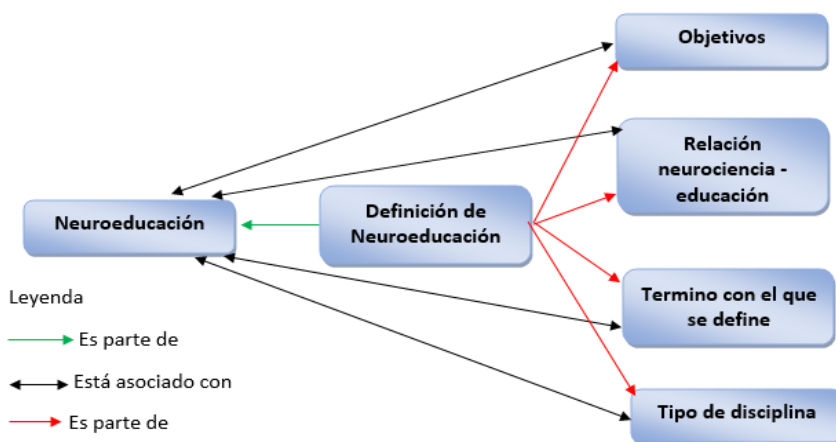 Objetivos
Relación
neurociencia -
educación
Neuroeducación
Definición de
Neuroeducación
Termino con el que
se define
Tipo de disciplina
Leyenda
Es parte de
Está asociado con
Es parte de